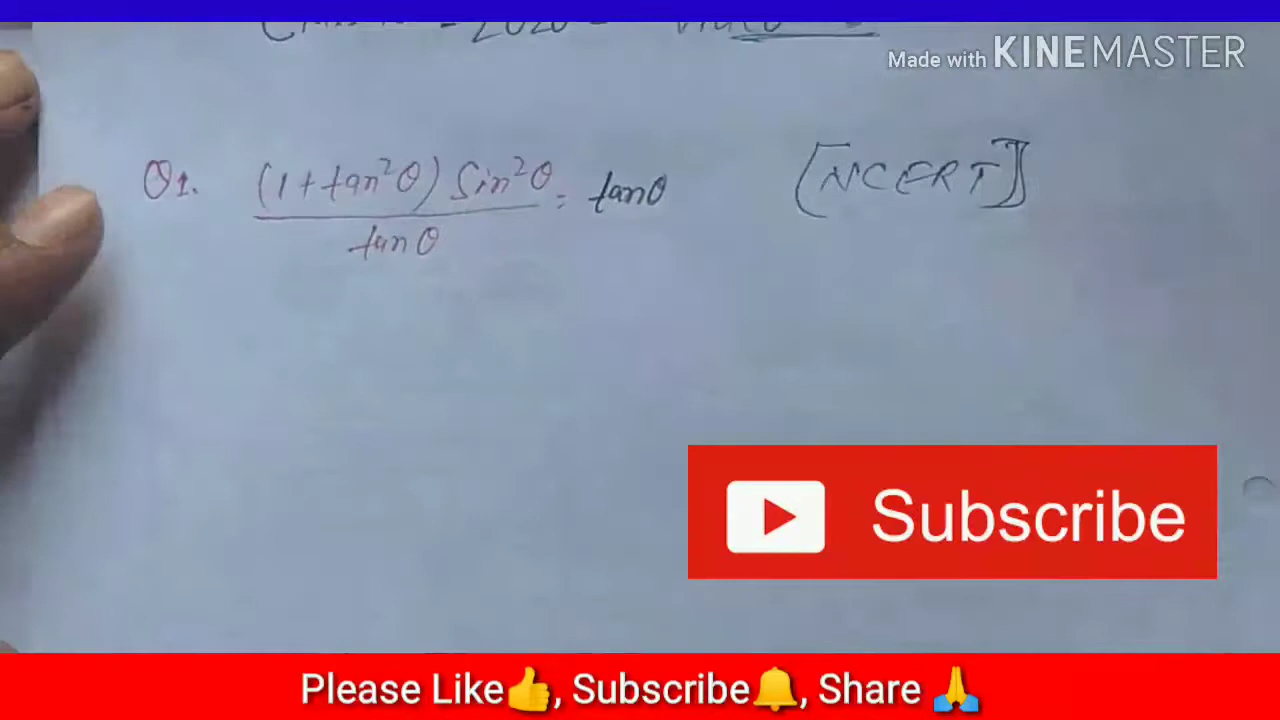 Made with KINEMASTER
Q1. (1 + tan²θ) Sin²θ = tanθ [NCERT]
tanθ
Subscribe
Please Like👍, Subscribe🔔, Share 🙏